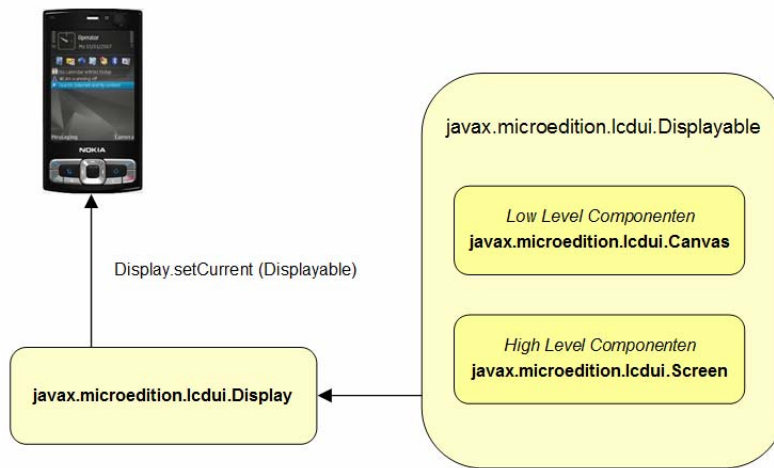 Operator
NOKIA
javax.microedition.lcdui.Displayable
Low Level Componenten
javax.microedition.lcdui.Canvas
Display.setCurrent (Displayable)
High Level Componenten
javax.microedition.lcdui.Screen
javax.microedition.lcdui.Display